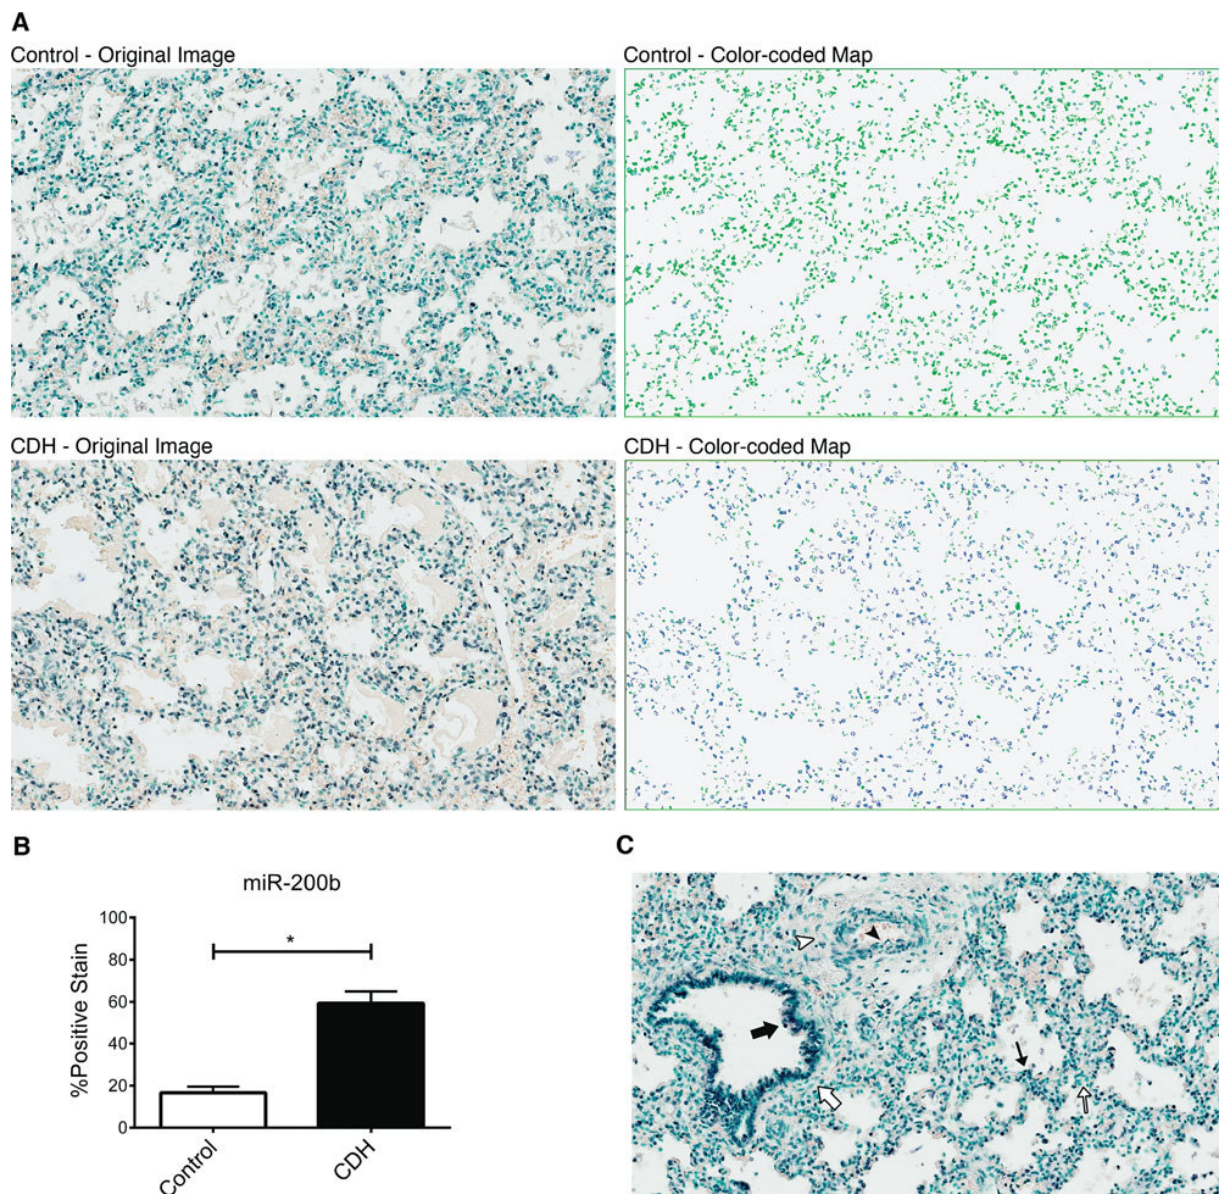 A
Control - Original Image
Control - Color-coded Map
CDH - Original Image
CDH - Color-coded Map
B
miR-200b
%Positive Stain
100
80
60
40
20
0
*
Control
CDH
C